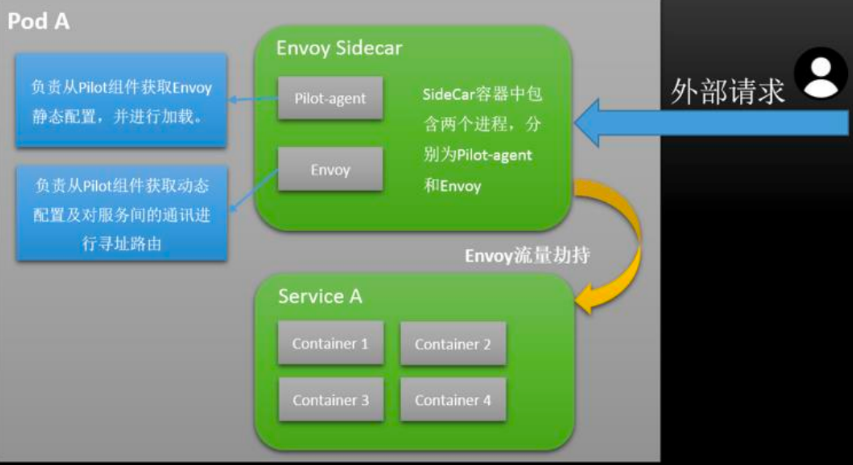 Pod A
负责从Pilot组件获取Envoy
静态配置，并进行加载。
负责从Pilot组件获取动态
配置及对服务间的通讯进
行寻址路由
Envoy Sidecar
Pilot-agent
Envoy
SideCar容器中包
含两个进程，分
别为Pilot-agent
和Envoy
外部请求
Envoy流量劫持
Service A
Container 1
Container 2
Container 3
Container 4